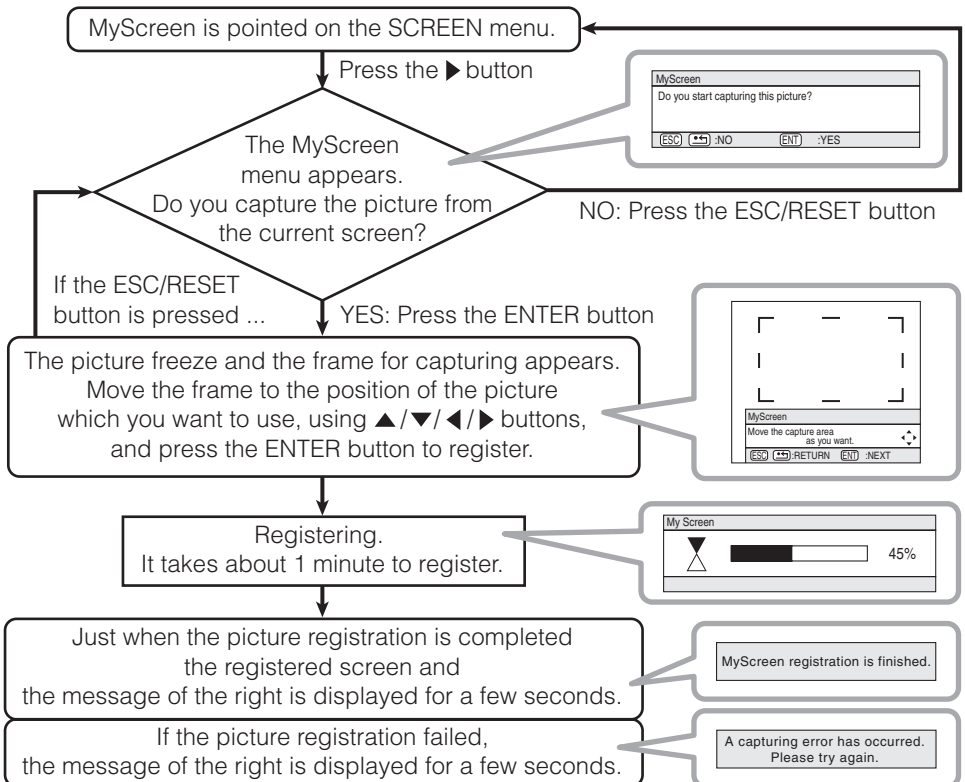 MyScreen is pointed on the SCREEN menu.
Press the ▶ button
MyScreen
Do you start capturing this picture?
ESC :NO ENT :YES
The MyScreen
menu appears.
Do you capture the picture from
the current screen?
NO: Press the ESC/RESET button
If the ESC/RESET
button is pressed ...
YES: Press the ENTER button
The picture freeze and the frame for capturing appears.
Move the frame to the position of the picture
which you want to use, using ▲/▼/◀/▶ buttons,
and press the ENTER button to register.
MyScreen
Move the capture area
as you want.
ESC :RETURN ENT :NEXT
Registering.
It takes about 1 minute to register.
My Screen
45%
Just when the picture registration is completed
the registered screen and
the message of the right is displayed for a few seconds.
MyScreen registration is finished.
If the picture registration failed,
the message of the right is displayed for a few seconds.
A capturing error has occurred.
Please try again.